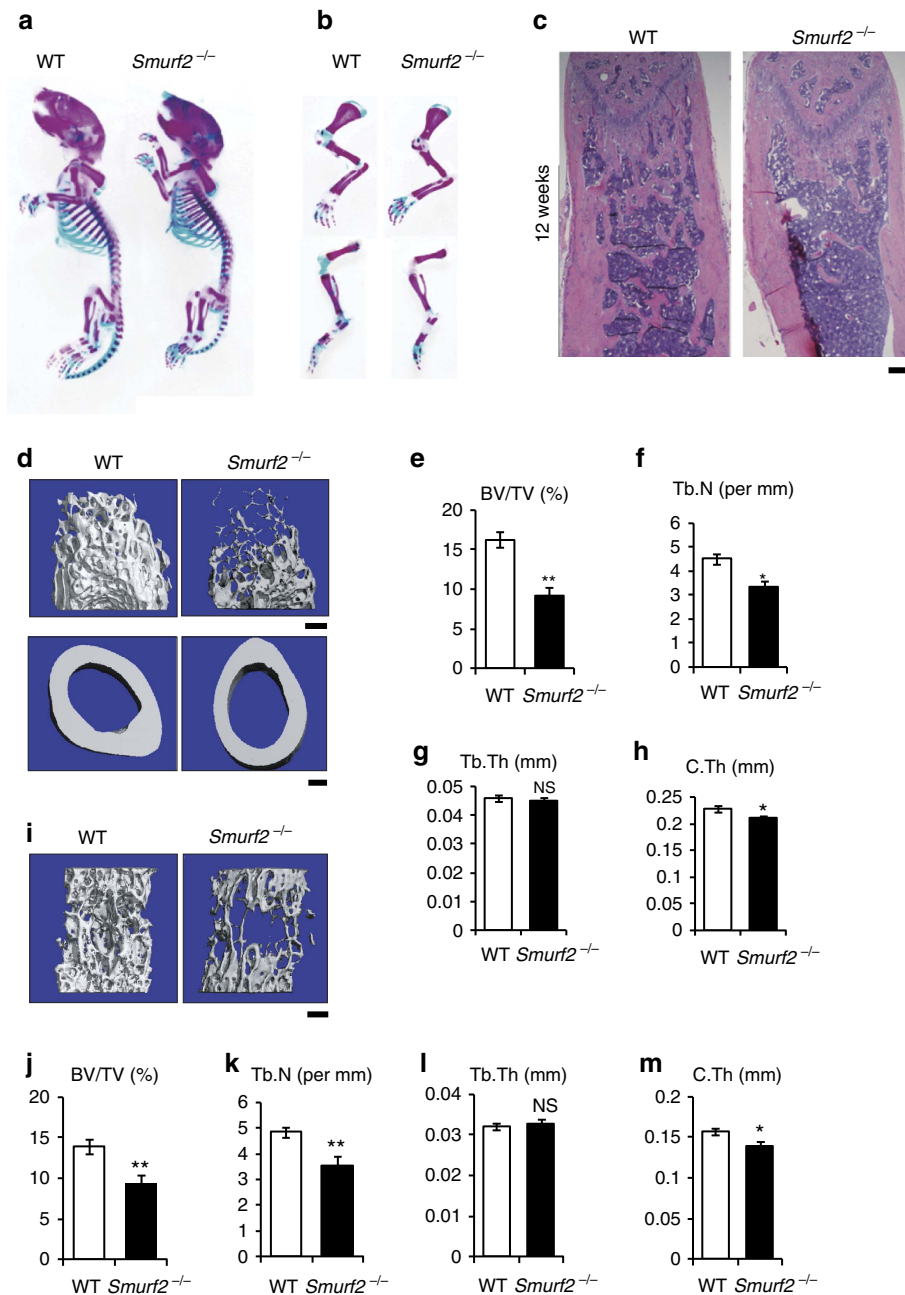 a
WT Smurf2 –/–
b
WT Smurf2 –/–
c
WT Smurf2 –/–
12 weeks
d
WT Smurf2 –/–
e
BV/TV (%)
20
15
10
5
0
**
WT Smurf2 –/–
f
Tb.N (per mm)
6
5
4
3
2
1
0
*
WT Smurf2 –/–
g
Tb.Th (mm)
0.05
0.04
0.03
0.02
0.01
0
NS
WT Smurf2 –/–
h
C.Th (mm)
0.25
0.2
0.15
0.1
0.05
0
*
WT Smurf2 –/–
i
WT Smurf2 –/–
j
BV/TV (%)
20
15
10
5
0
**
WT Smurf2 –/–
k
Tb.N (per mm)
6
5
4
3
2
1
0
**
WT Smurf2 –/–
l
Tb.Th (mm)
0.04
0.03
0.02
0.01
0
NS
WT Smurf2 –/–
m
C.Th (mm)
0.2
0.15
0.1
0.05
0
*
WT Smurf2 –/–